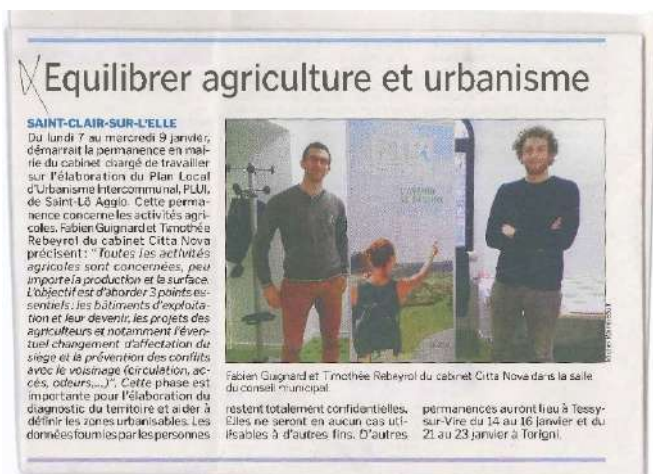 Equilibrer agriculture et urbanisme
SAINT-CLAIR-SUR-L'ELLE
Du lundi 7 au mercredi 9 janvier,
démarrait la permanence en mai-
rie du cabinet chargé de travailler
sur l'élaboration du Plan Local
d'Urbanisme Intercommunal, PLUI,
de Saint-Lô Agglo. Cette perma-
nence concerne les activités agri-
coles. Fabien Guignard et Timothée
Rebeyrol du cabinet Citta Nova
précisent : "Toutes les activités
agricoles sont concernées, peu
importe la production et la surface.
L'objectif est d'aborder 3 points es-
sentiels : les bâtiments d'exploita-
tion et leur devenir, les projets des
agriculteurs et notamment l'éven-
tuel changement d'affectation du
siège et la prévention des conflits
avec le voisinage (circulation, ac-
cès, odeurs,...)". Cette phase est
importante pour l'élaboration du
diagnostic du territoire et aider à
définir les zones urbanisables. Les
données fournies par les personnes
PLUi
Fabien Guignard et Timothée Rebeyrol du cabinet Citta Nova dans la salle
du conseil municipal.
restent totalement confidentielles.
Elles ne seront en aucun cas uti-
lisables à d'autres fins. D'autres
permanences auront lieu à Tessy-
sur-Vire du 14 au 16 janvier et du
21 au 23 janvier à Torigni.